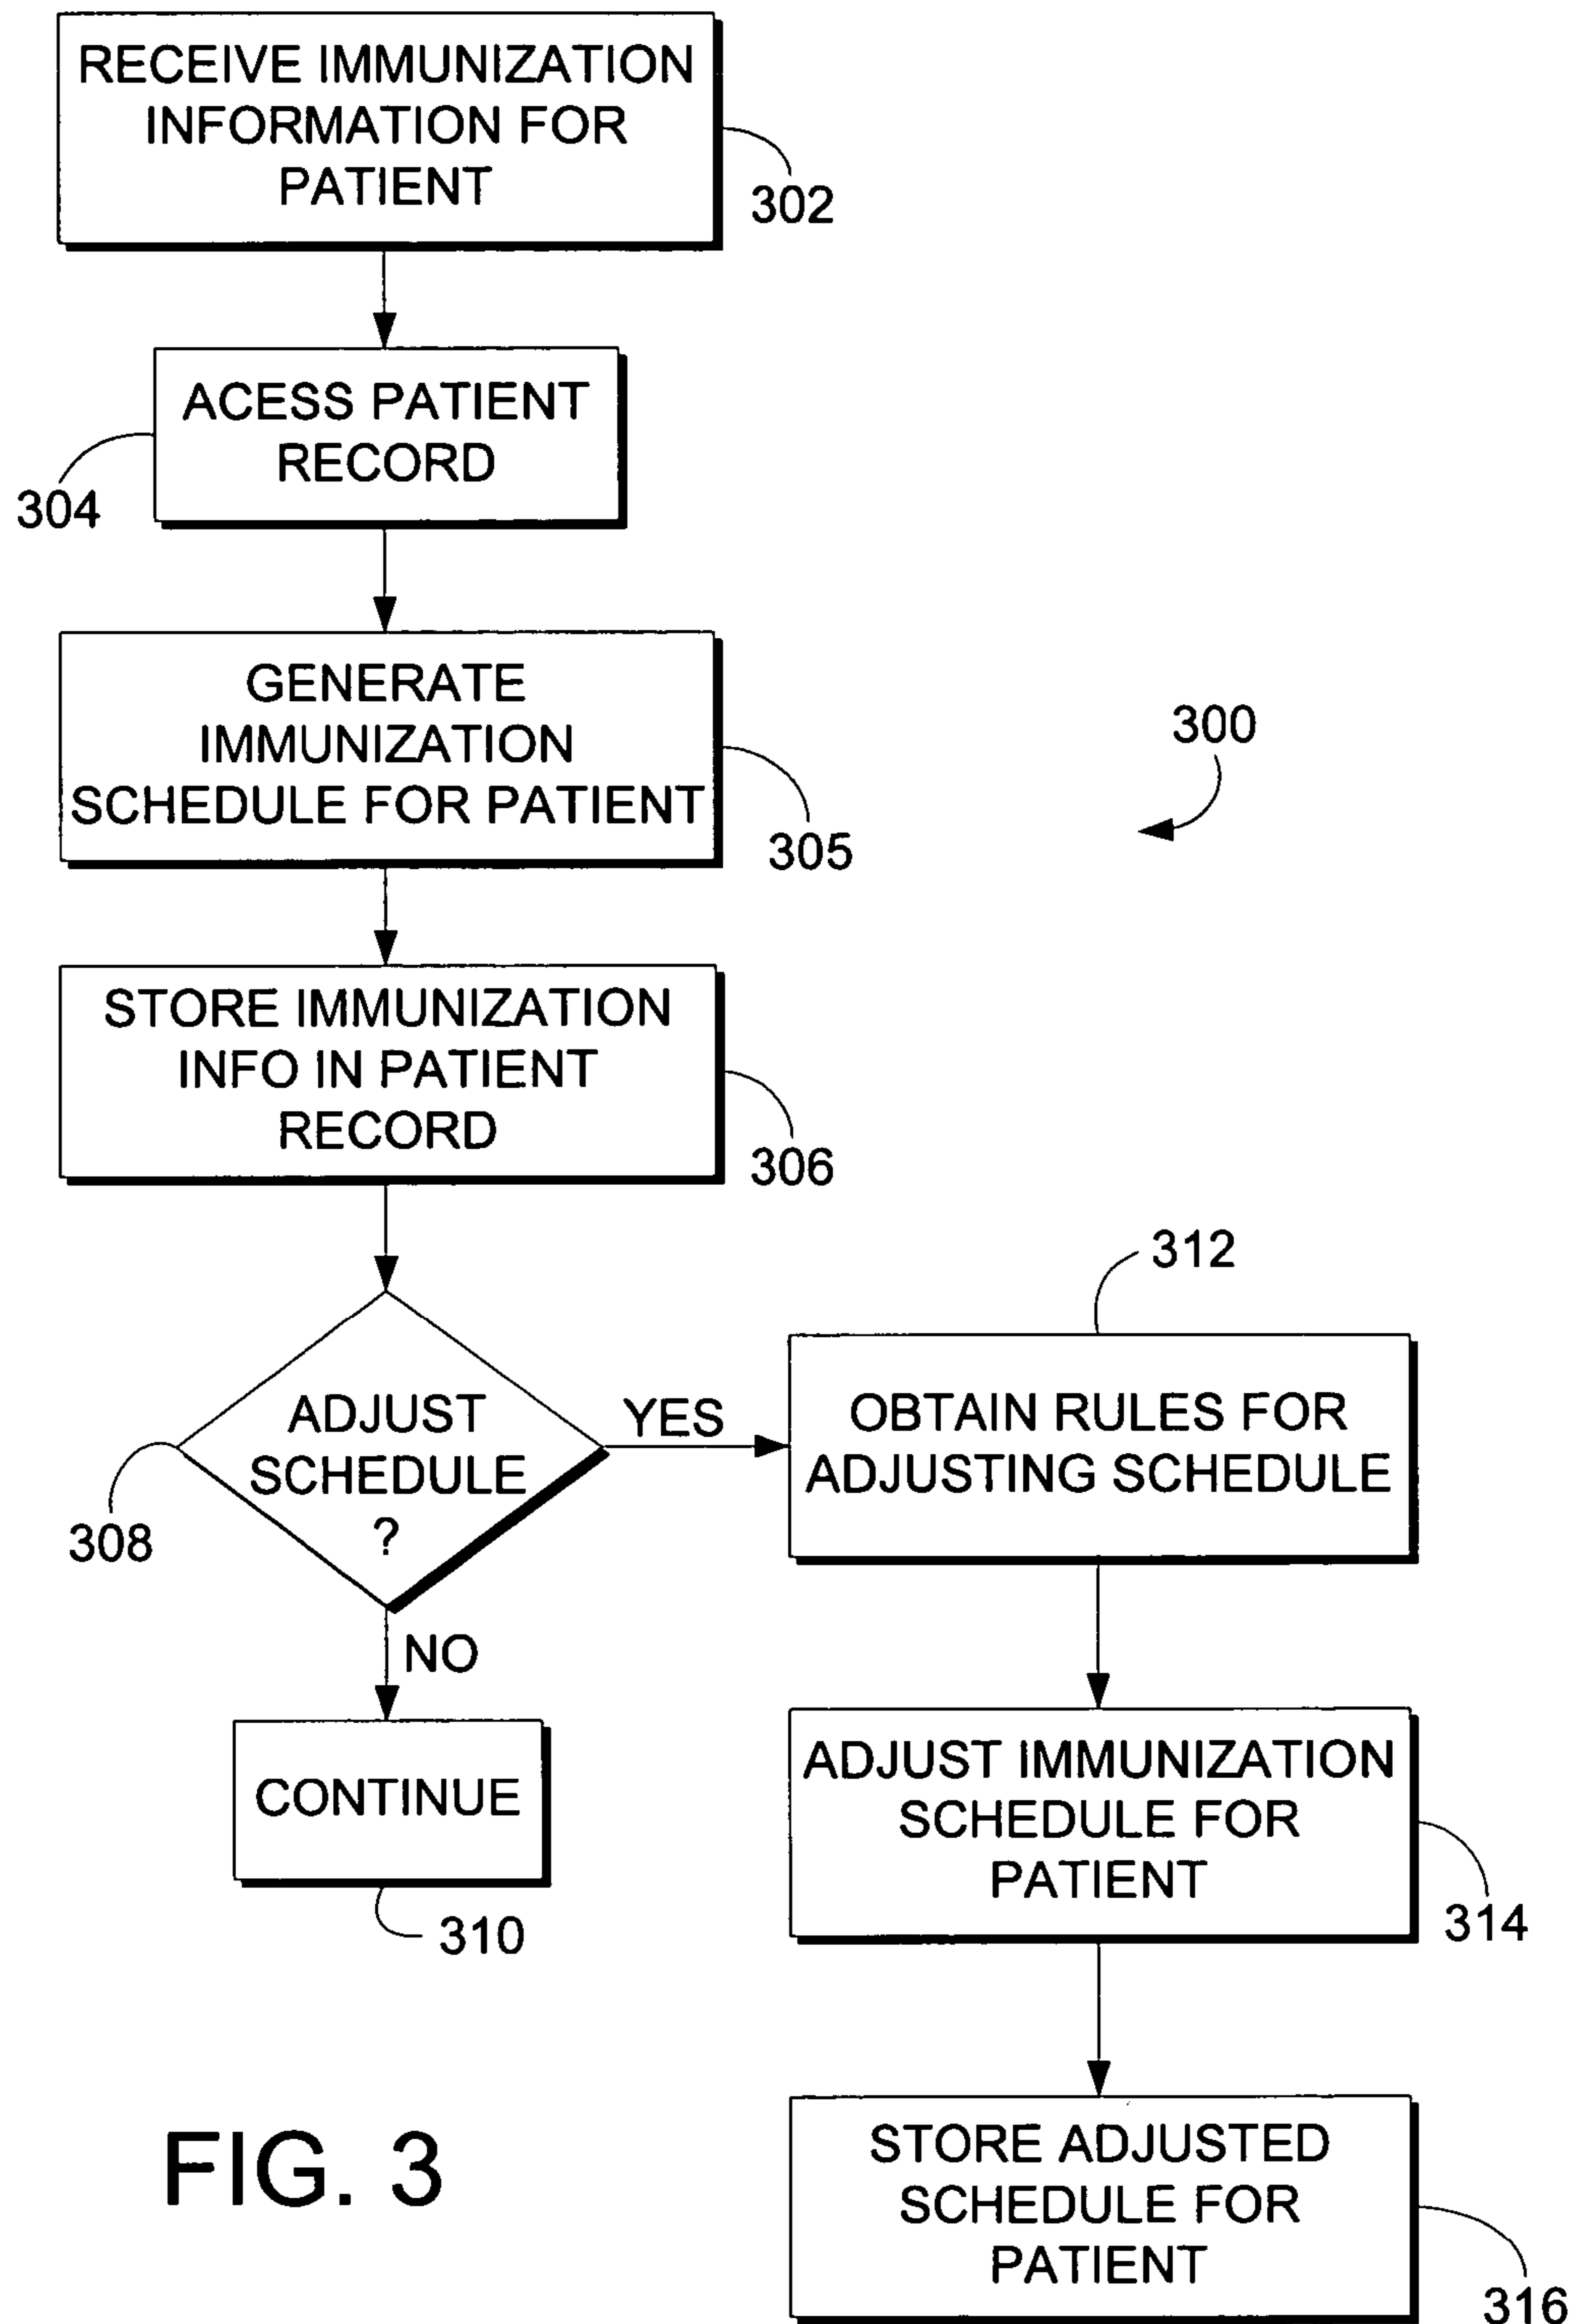 RECEIVE IMMUNIZATION
INFORMATION FOR
PATIENT
302
ACESS PATIENT
RECORD
304
GENERATE
IMMUNIZATION
SCHEDULE FOR PATIENT
305
300
STORE IMMUNIZATION
INFO IN PATIENT
RECORD
306
ADJUST
SCHEDULE
?
308
YES
NO
CONTINUE
310
312
OBTAIN RULES FOR
ADJUSTING SCHEDULE
ADJUST IMMUNIZATION
SCHEDULE FOR
PATIENT
314
STORE ADJUSTED
SCHEDULE FOR
PATIENT
316
FIG. 3